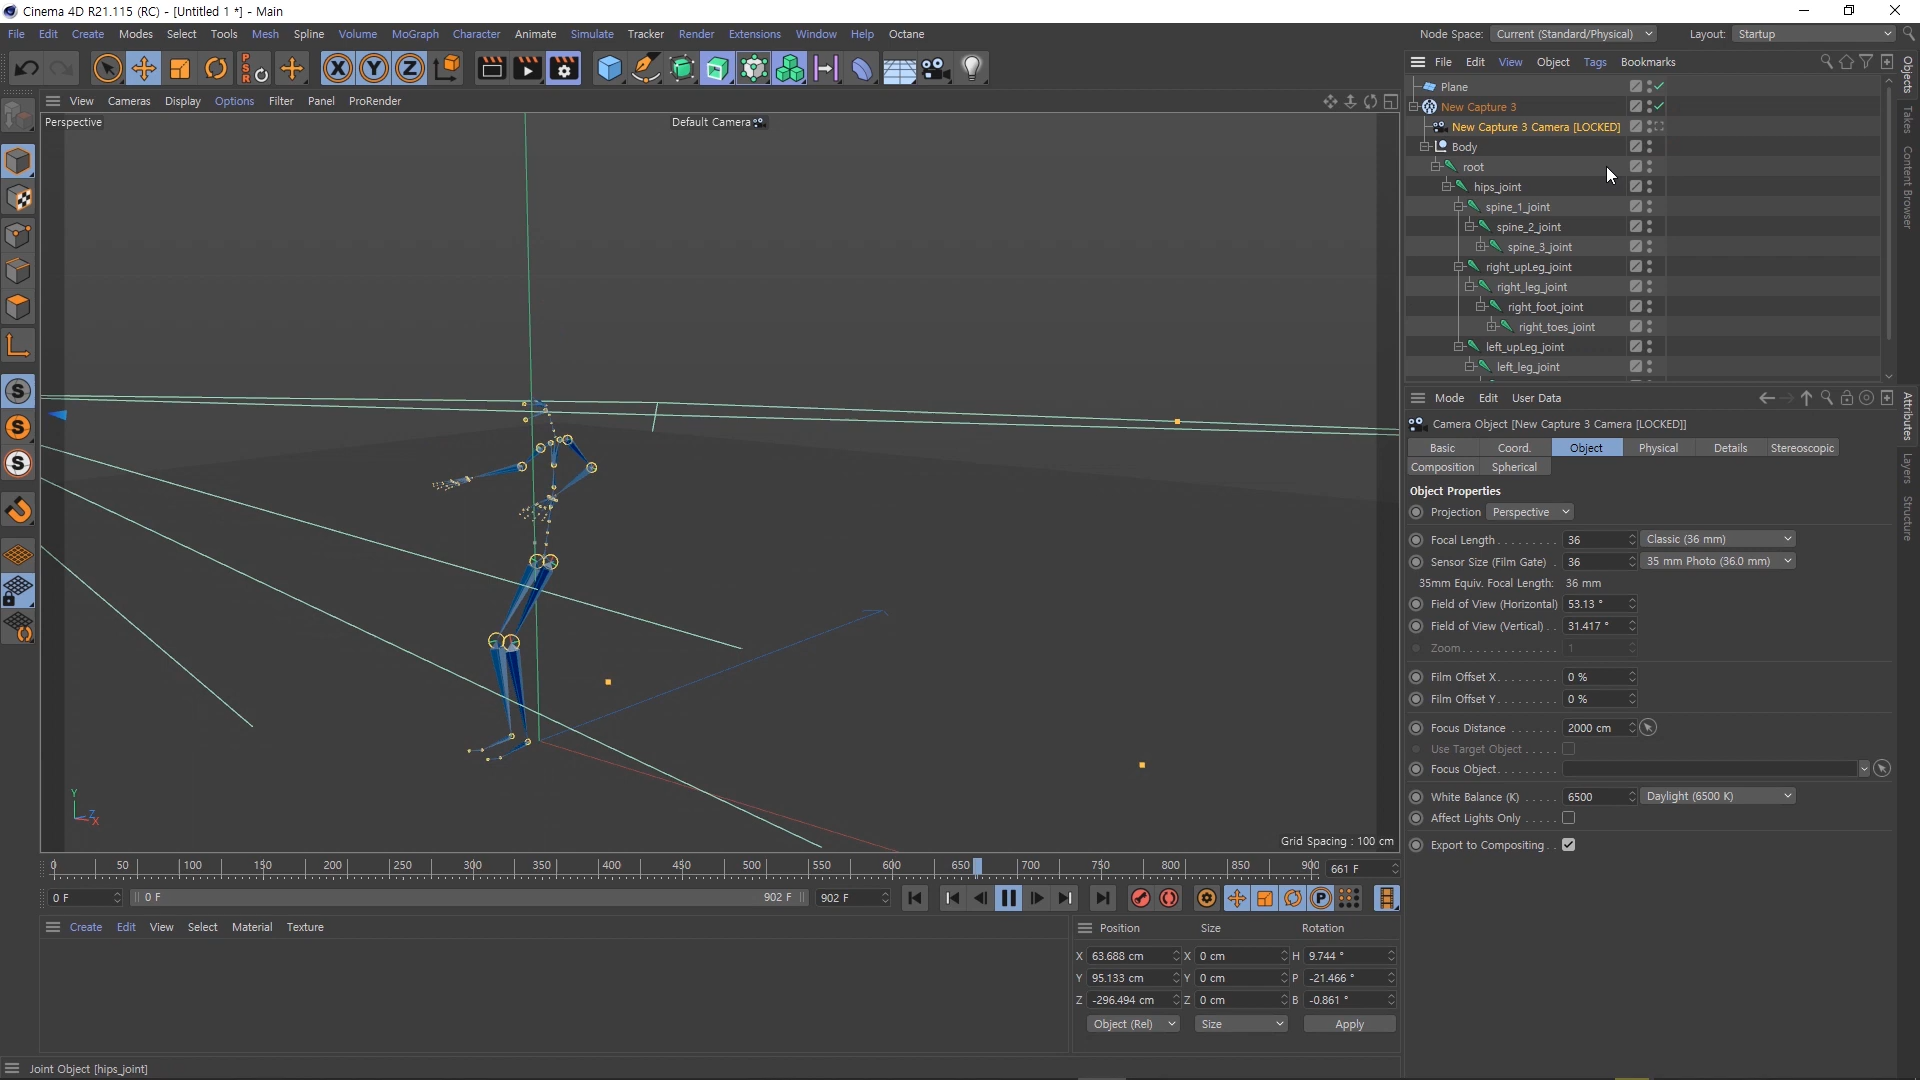 Cinema 4D R21.115 (RC) - [Untitled 1 *] - Main
File Edit Create Modes Select Tools Mesh Spline Volume MoGraph Character Animate Simulate Tracker Render Extensions Window Help Octane
Node Space: Current (Standard/Physical) Layout: Startup
File Edit View Object Tags Bookmarks
View Cameras Display Options Filter Panel ProRender
Perspective
Default Camera
Plane
New Capture 3
New Capture 3 Camera [LOCKED]
Body
root
hips_joint
spine_1_joint
spine_2_joint
spine_3_joint
right_upLeg_joint
right_leg_joint
right_foot_joint
right_toes_joint
left_upLeg_joint
left_leg_joint
Objects
Takes
Content Browser
Mode Edit User Data
Camera Object [New Capture 3 Camera [LOCKED]]
Basic Coord. Object Physical Details Stereoscopic
Composition Spherical
Object Properties
Projection Perspective
Focal Length 36 Classic (36 mm)
Sensor Size (Film Gate) 36 35 mm Photo (36.0 mm)
35mm Equiv. Focal Length: 36 mm
Field of View (Horizontal) 53.13 °
Field of View (Vertical) 31.417 °
Zoom 1
Film Offset X 0 %
Film Offset Y 0 %
Focus Distance 2000 cm
Use Target Object
Focus Object
White Balance (K) 6500 Daylight (6500 K)
Affect Lights Only
Export to Compositing
Attributes
Layers
Structure
Y
Z
X
Grid Spacing : 100 cm
0 50 100 150 200 250 300 350 400 450 500 550 600 650 700 750 800 850 900 661 F
0 F 0 F 902 F 902 F
Create Edit View Select Material Texture
Position Size Rotation
X 63.688 cm X 0 cm H 9.744 °
Y 95.133 cm Y 0 cm P -21.466 °
Z -296.494 cm Z 0 cm B -0.861 °
Object (Rel) Size Apply
Joint Object [hips_joint]